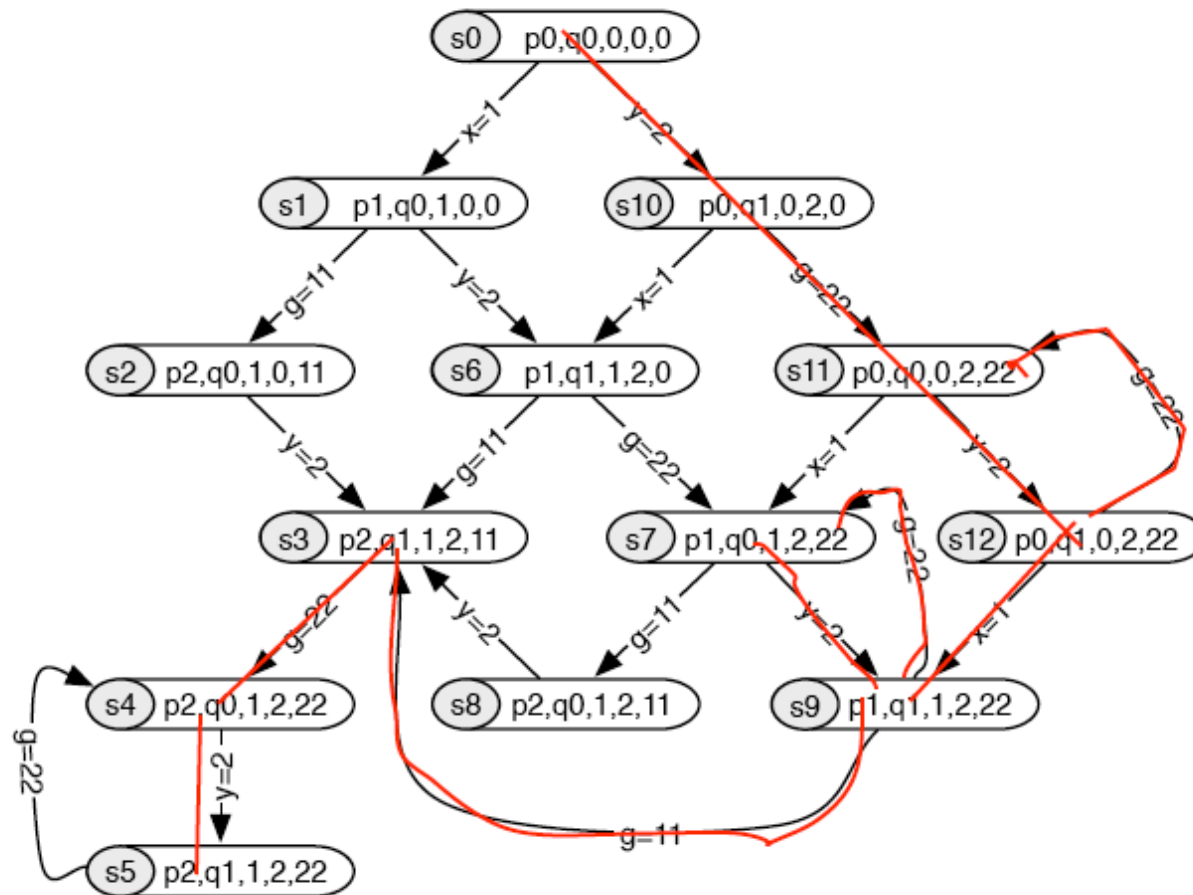 s0 p0,q0,0,0,0
x=1 y=2
s1 p1,q0,1,0,0 s10 p0,q1,0,2,0
g=11 y=2 x=1 g=22
s2 p2,q0,1,0,11 s6 p1,q1,1,2,0 s11 p0,q0,0,2,22
g=22
y=2 g=11 g=22 x=1 y=2
s3 p2,q1,1,2,11 s7 p1,q0,1,2,22 s12 p0,q1,0,2,22
g=22
g=22 y=2 g=11 y=2 x=1
s4 p2,q0,1,2,22 s8 p2,q0,1,2,11 s9 p1,q1,1,2,22
g=22 y=2
g=11
s5 p2,q1,1,2,22